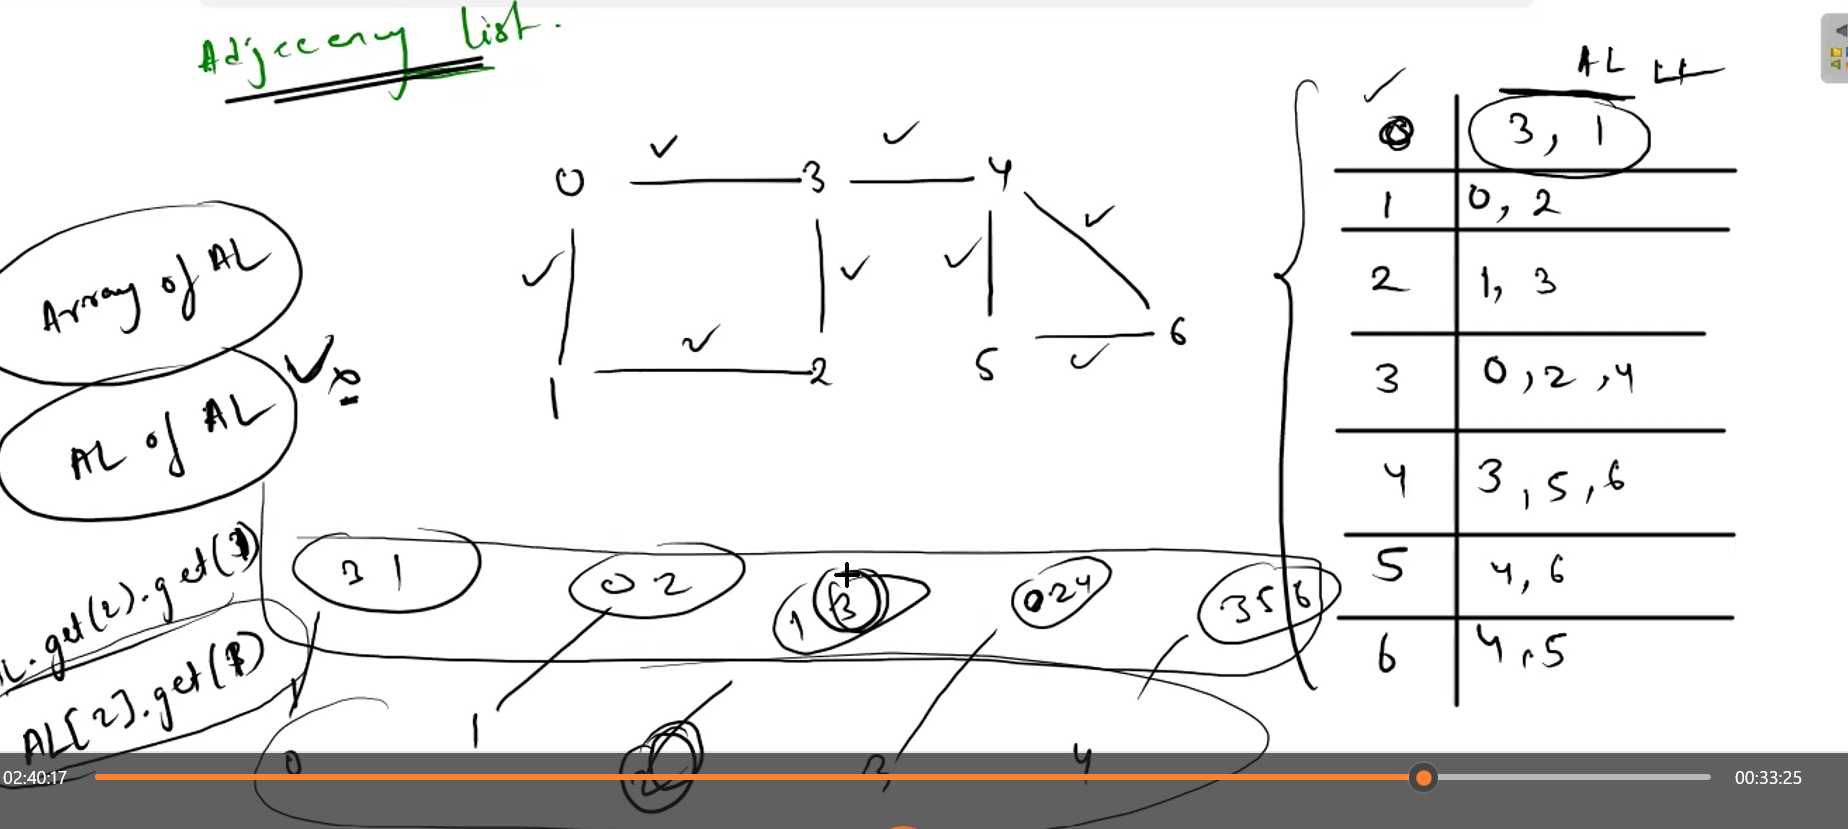 Adjecency list.
AL LL
0 3, 1
1 0, 2
2 1, 3
3 0, 2, 4
4 3, 5, 6
5 4, 6
6 4, 5
0 3 4
6
1 2 5
Array of AL
AL of AL
L.get(2).get(1)
AL[2].get(1)
3 1
0 2
1 3
0 2 4
3 5 6
0 1 2 3 4
02:40:17
00:33:25